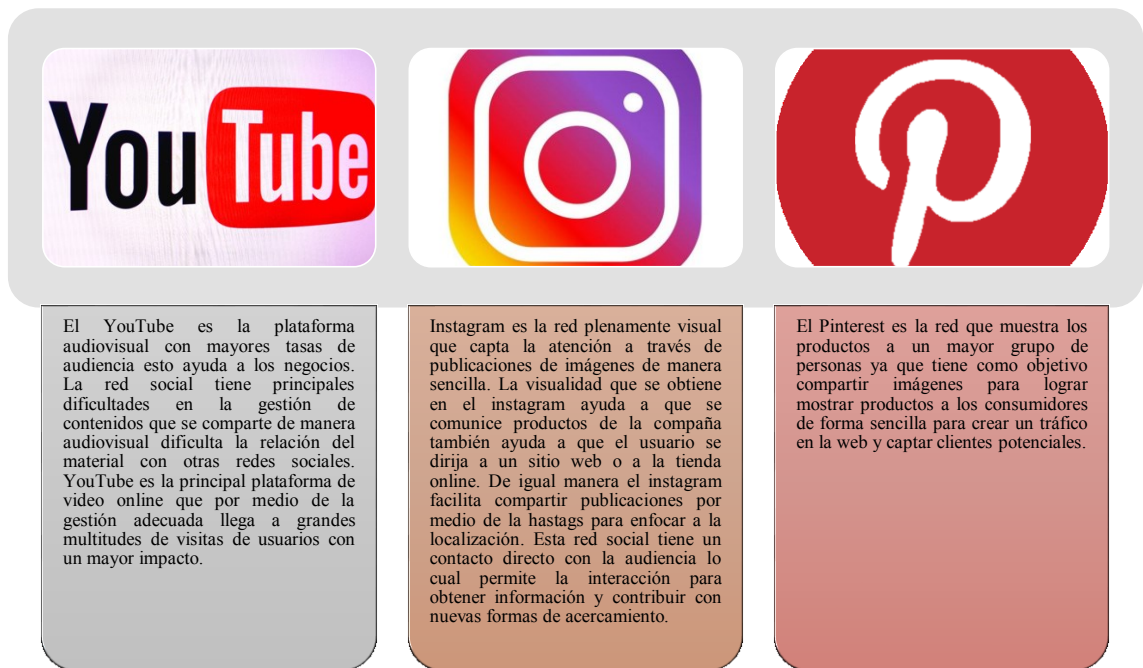 YouTube
El YouTube es la plataforma
audiovisual con mayores tasas de
audiencia esto ayuda a los negocios.
La red social tiene principales
dificultades en la gestión de
contenidos que se comparte de manera
audiovisual dificulta la relación del
material con otras redes sociales.
YouTube es la principal plataforma de
video online que por medio de la
gestión adecuada llega a grandes
multitudes de visitas de usuarios con
un mayor impacto.
Instagram es la red plenamente visual
que capta la atención a través de
publicaciones de imágenes de manera
sencilla. La visualidad que se obtiene
en el instagram ayuda a que se
comunice productos de la compaña
también ayuda a que el usuario se
dirija a un sitio web o a la tienda
online. De igual manera el instagram
facilita compartir publicaciones por
medio de la hastags para enfocar a la
localización. Esta red social tiene un
contacto directo con la audiencia lo
cual permite la interacción para
obtener información y contribuir con
nuevas formas de acercamiento.
El Pinterest es la red que muestra los
productos a un mayor grupo de
personas ya que tiene como objetivo
compartir imágenes para lograr
mostrar productos a los consumidores
de forma sencilla para crear un tráfico
en la web y captar clientes potenciales.